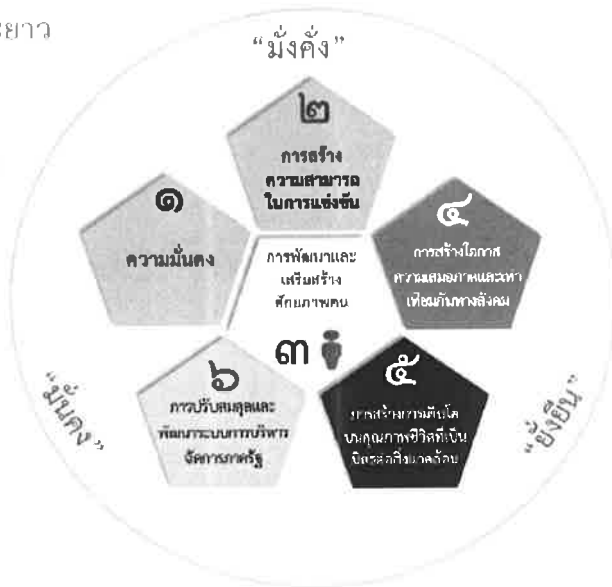 ะยาว
“มั่งคั่ง”
๒
การสร้าง
ความสามารถ
ในการแข่งขัน
๑
ความมั่นคง
๔
การสร้างโอกาส
ความเสมอภาคและเท่า
เทียมกันทางสังคม
การพัฒนาและ
เสริมสร้าง
ศักยภาพคน
๓
๖
การปรับสมดุลและ
พัฒนาระบบการบริหาร
จัดการภาครัฐ
๕
การสร้างการเติบโต
บนคุณภาพชีวิตที่เป็น
มิตรต่อสิ่งแวดล้อม
“มั่นคง”
“ยั่งยืน”